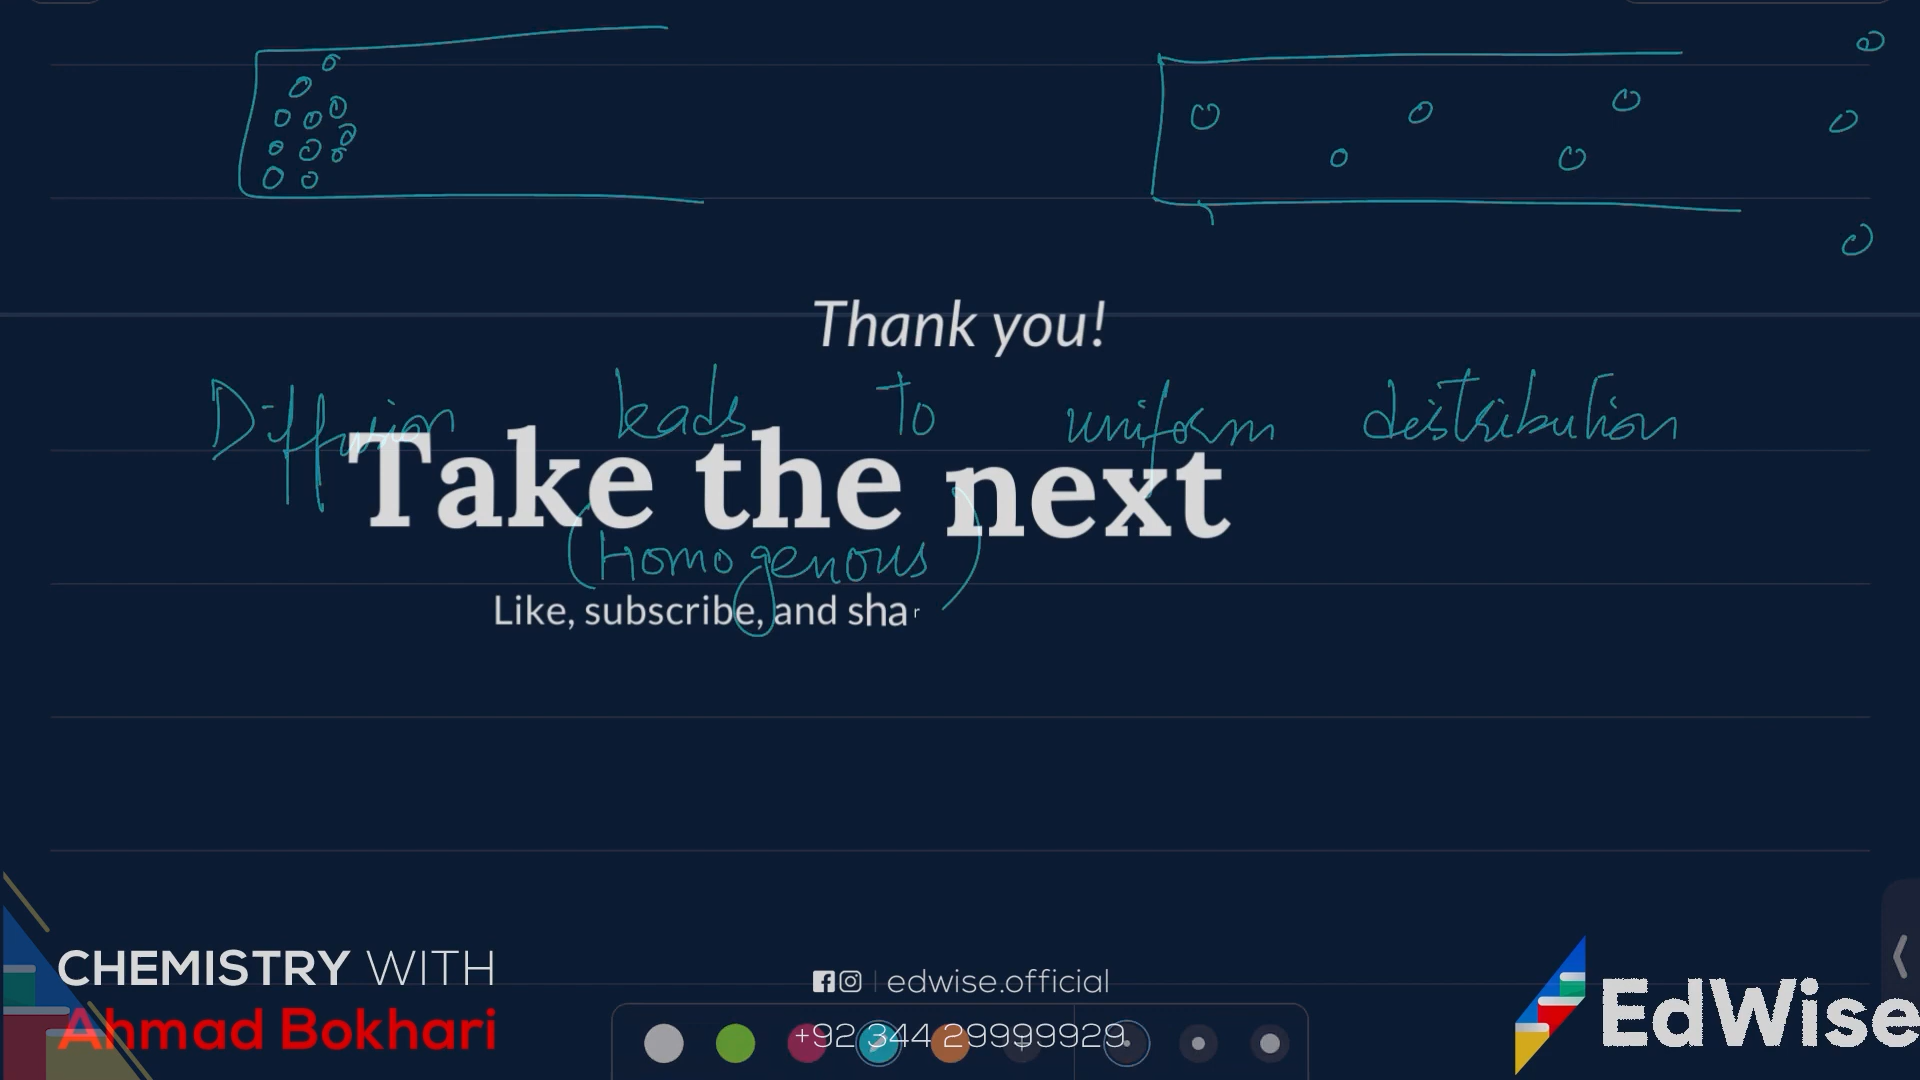 Thank you!
Diffusion leads to uniform distribution
Take the next
(homogenous)
Like, subscribe, and shar
CHEMISTRY WITH
Ahmad Bokhari
edwise.official
+92 344 29999929
EdWise